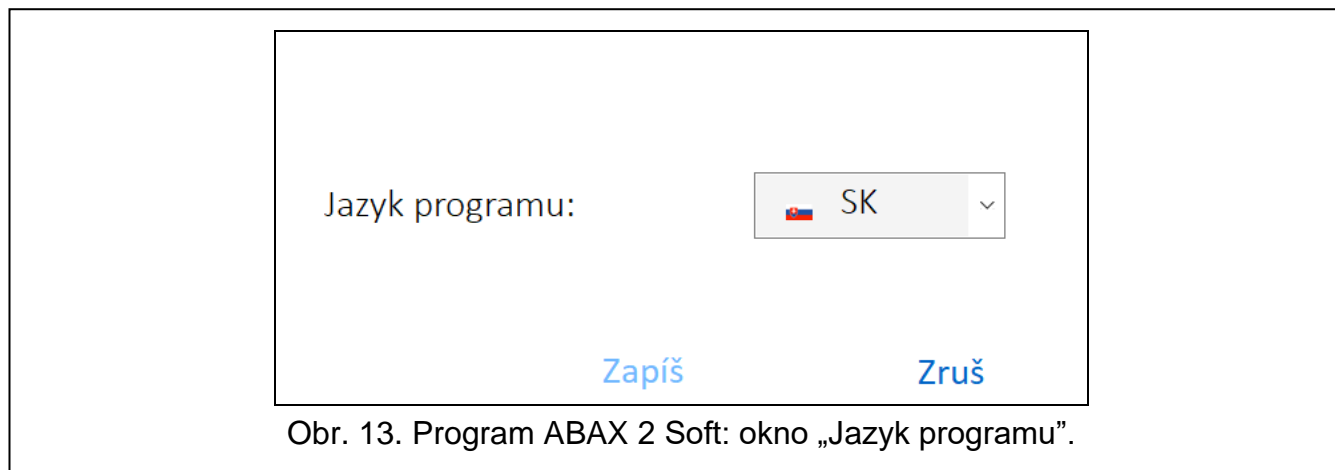 Jazyk programu: SK
Zapíš Zruš
Obr. 13. Program ABAX 2 Soft: okno „Jazyk programu”.